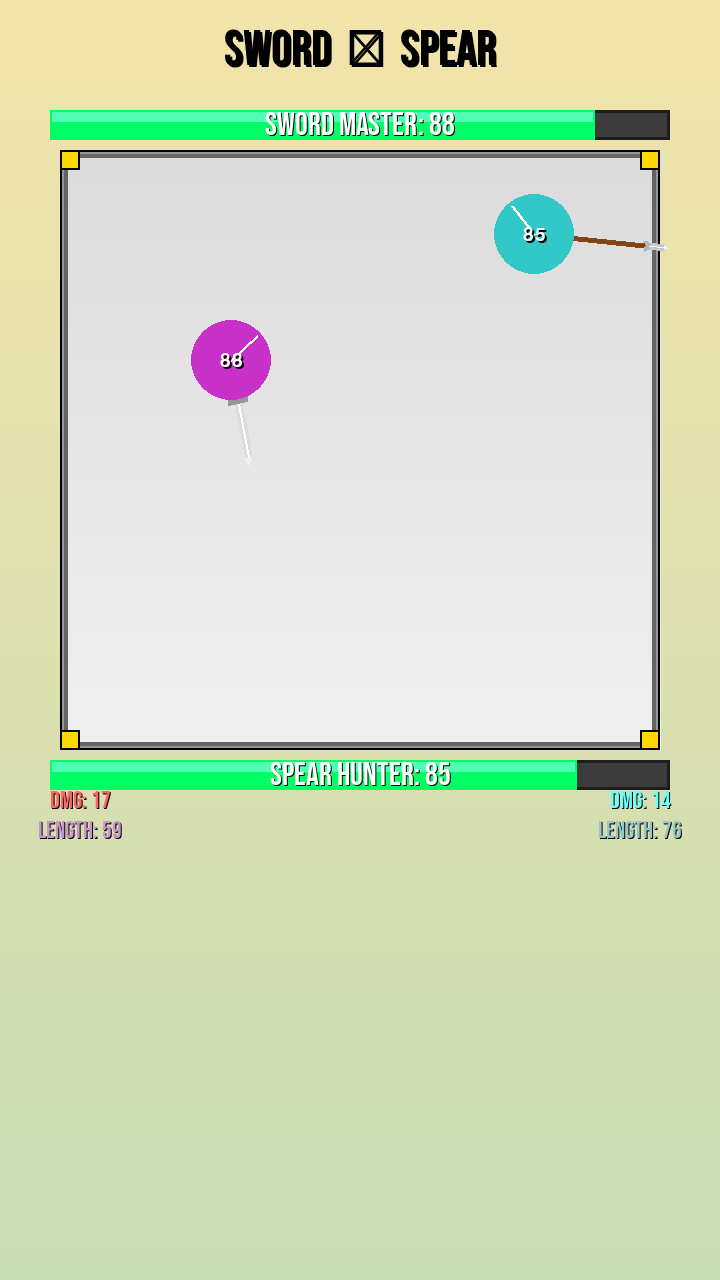 SWORD ⚔ SPEAR
SWORD MASTER: 88
85
88
SPEAR HUNTER: 85
DMG: 17
DMG: 14
LENGTH: 59
LENGTH: 76